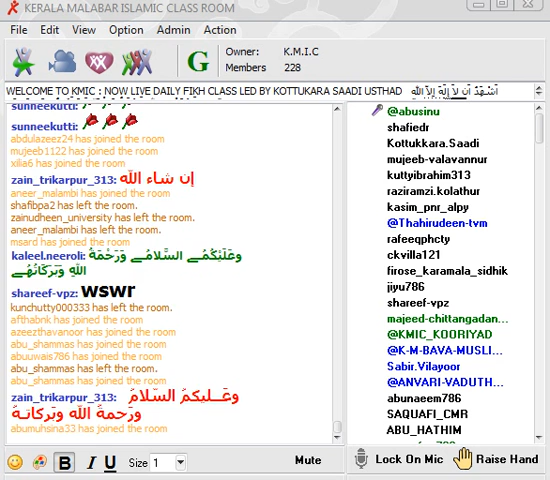 KERALA MALABAR ISLAMIC CLASS ROOM
File Edit View Option Admin Action
G
Owner: K.M.I.C
Members 228
WELCOME TO KMIC : NOW LIVE DAILY FIKH CLASS LED BY KOTTUKARA SAADI USTHAD أشهد أن لا إله إلا الله
sunneekutti:
sunneekutti:
abdulazeez24 has joined the room
mujeeb1122 has joined the room
xilia6 has joined the room
zain_trikarpur_313: إن شاء الله
aneer_malambi has joined the room
shafibpa2 has left the room.
zainudheen_university has left the room.
aneer_malambi has left the room.
msard has joined the room
kaleel.neeroli: وعَلَيْكُمُے السَّلامُے وَرَحْمَةُ
اللهِ وَبَرَكَاتُهُے
shareef-vpz: wswr
kunchutty000333 has left the room.
afthabnk has joined the room
azeezthavanoor has joined the room
abu_shammas has joined the room
abuuwais786 has joined the room
abu_shammas has left the room.
abu_shammas has joined the room
zain_trikarpur_313: وعــليكمُ السّلامُ
ورَحمةُ الله وبَركاتـهُ
abumuhsina33 has joined the room
@abusinu
shafiedr
Kottukkara.Saadi
mujeeb-valavannur
kuttyibrahim313
raziramzi.kolathur
kasim_pnr_alpy
@Thahirudeen-tvm
rafeeqphcty
ckvilla121
firose_karamala_sidhik
jiyu786
shareef-vpz
majeed-chittangadan...
@KMIC_KOORIYAD
@K-M-BAVA-MUSLI...
Sabir.Vilayoor
@ANVARI-VADUTH...
abunaeem786
SAQUAFI_CMR
ABU_HATHIM
B I U Size 1 Mute
Lock On Mic Raise Hand